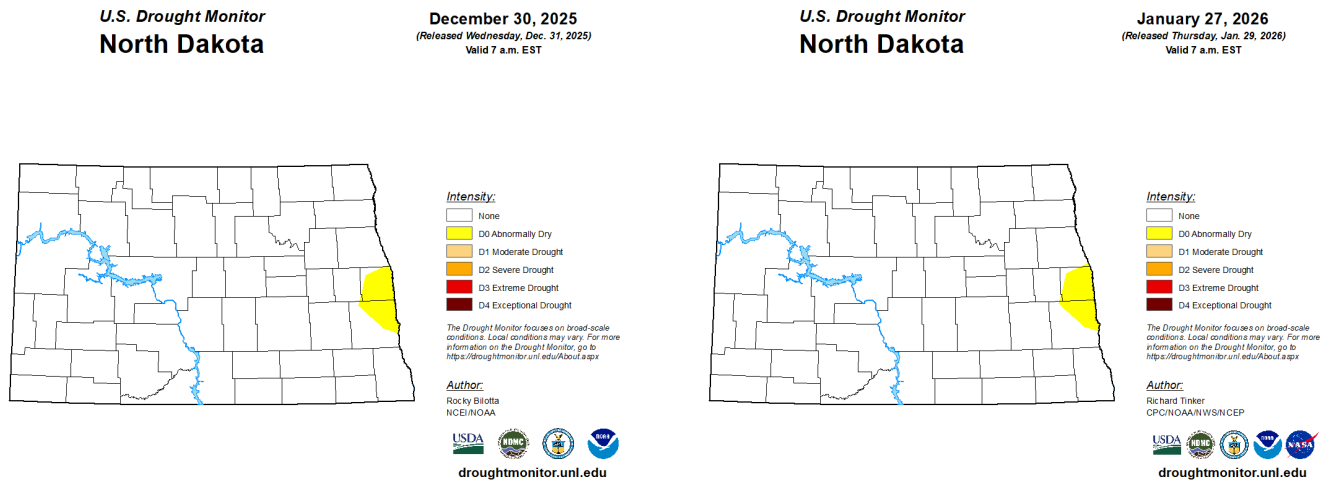 U.S. Drought Monitor
North Dakota
December 30, 2025
(Released Wednesday, Dec. 31, 2025)
Valid 7 a.m. EST
Intensity:
None
D0 Abnormally Dry
D1 Moderate Drought
D2 Severe Drought
D3 Extreme Drought
D4 Exceptional Drought
The Drought Monitor focuses on broad-scale
conditions. Local conditions may vary. For more
information on the Drought Monitor, go to
https://droughtmonitor.unl.edu/About.aspx
Author:
Rocky Bilotta
NCEI/NOAA
USDA
NDMC
NOAA
droughtmonitor.unl.edu
U.S. Drought Monitor
North Dakota
January 27, 2026
(Released Thursday, Jan. 29, 2026)
Valid 7 a.m. EST
Intensity:
None
D0 Abnormally Dry
D1 Moderate Drought
D2 Severe Drought
D3 Extreme Drought
D4 Exceptional Drought
The Drought Monitor focuses on broad-scale
conditions. Local conditions may vary. For more
information on the Drought Monitor, go to
https://droughtmonitor.unl.edu/About.aspx
Author:
Richard Tinker
CPC/NOAA/NWS/NCEP
USDA
NDMC
NOAA
NASA
droughtmonitor.unl.edu